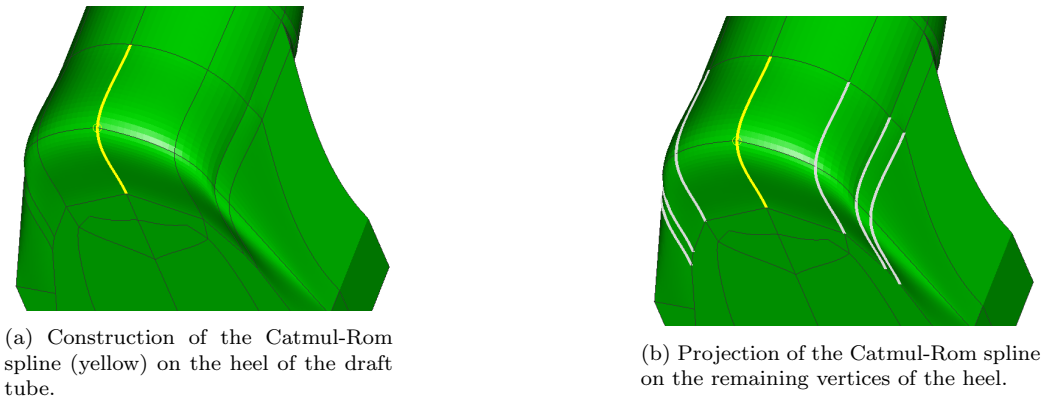 (a) Construction of the Catmul-Rom
spline (yellow) on the heel of the draft
tube.
(b) Projection of the Catmul-Rom spline
on the remaining vertices of the heel.